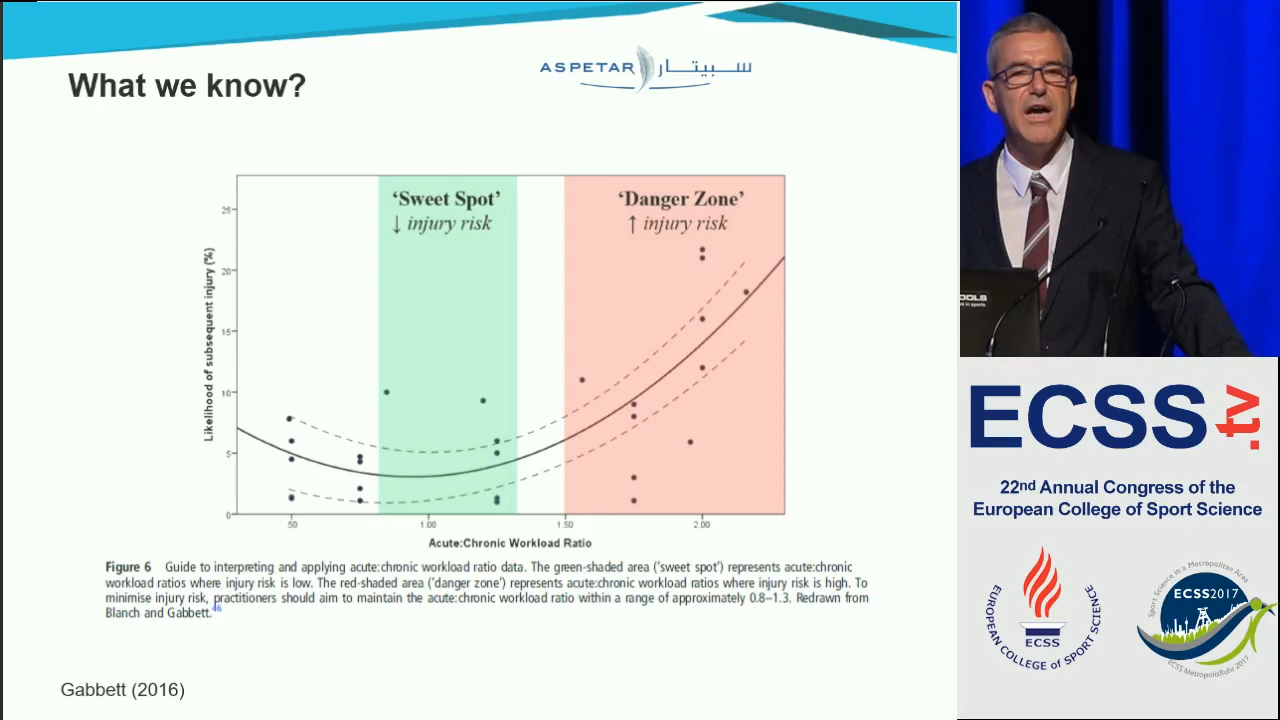 What we know?
ASPETAR سبيتار
'Sweet Spot'
↓ injury risk
'Danger Zone'
↑ injury risk
Likelihood of subsequent injury (%)
25
20
15
10
5
0
.50
1.00
1.50
2.00
Acute:Chronic Workload Ratio
Figure 6 Guide to interpreting and applying acute:chronic workload ratio data. The green-shaded area ('sweet spot') represents acute:chronic
workload ratios where injury risk is low. The red-shaded area ('danger zone') represents acute:chronic workload ratios where injury risk is high. To
minimise injury risk, practitioners should aim to maintain the acute:chronic workload ratio within a range of approximately 0.8–1.3. Redrawn from
Blanch and Gabbett.46
Gabbett (2016)
OOLS
ECSS.tv
22nd Annual Congress of the
European College of Sport Science
EUROPEAN COLLEGE of SPORT SCIENCE
ECSS
Sport Science in a Metropolitan Area
ECSS2017
ECSS MetropolisRuhr 2017